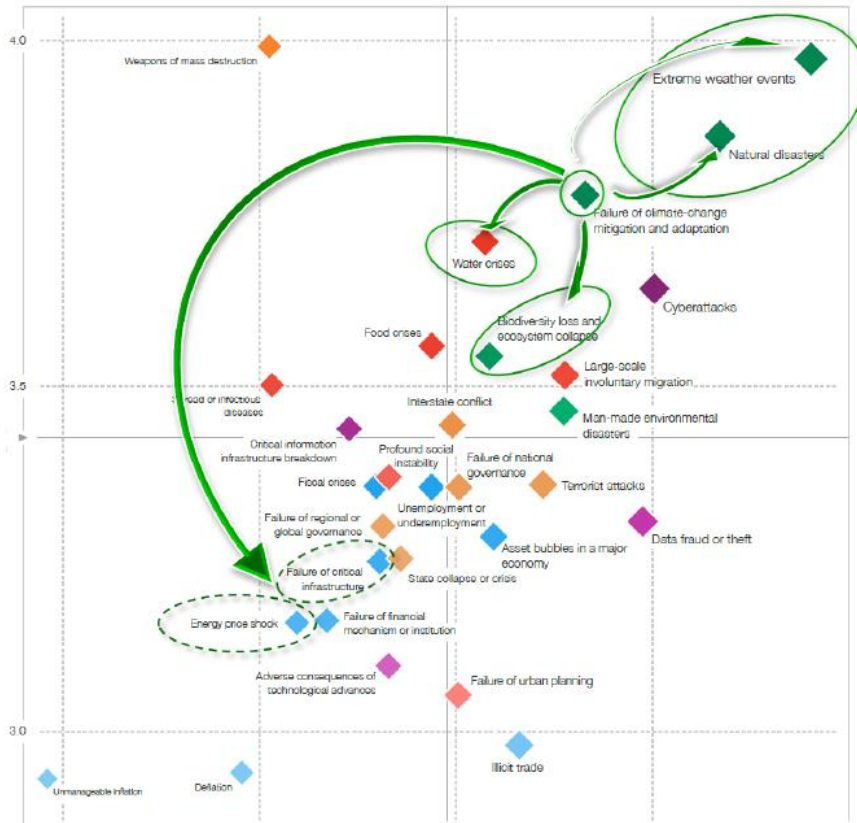 4.0
Weapons of mass destruction
Extreme weather events
Natural disasters
Failure of climate-change
mitigation and adaptation
Water crises
Cyberattacks
Biodiversity loss and
ecosystem collapse
Food crises
3.5
Large-scale
involuntary migration
Spread of infectious
diseases
Interstate conflict
Man-made environmental
disasters
Critical information
infrastructure breakdown
Profound social
instability
Failure of national
governance
Fiscal crises
Terrorist attacks
Unemployment or
underemployment
Failure of regional or
global governance
Data fraud or theft
Asset bubbles in a major
economy
Failure of critical
infrastructure
State collapse or crisis
Energy price shock
Failure of financial
mechanism or institution
Adverse consequences of
technological advances
Failure of urban planning
3.0
Illicit trade
Unmanageable inflation
Deflation